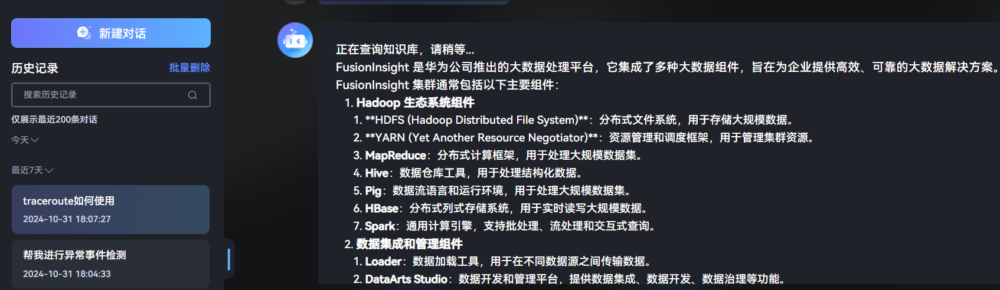 新建对话
历史记录 批量删除
搜索历史记录
仅展示最近200条对话
今天
最近7天
traceroute如何使用
2024-10-31 18:07:27
帮我进行异常事件检测
2024-10-31 18:04:33
正在查询知识库，请稍等...
FusionInsight 是华为公司推出的大数据处理平台，它集成了多种大数据组件，旨在为企业提供高效、可靠的大数据解决方案。
FusionInsight 集群通常包括以下主要组件：
1. Hadoop 生态系统组件
1. **HDFS (Hadoop Distributed File System)**：分布式文件系统，用于存储大规模数据。
2. **YARN (Yet Another Resource Negotiator)**：资源管理和调度框架，用于管理集群资源。
3. MapReduce：分布式计算框架，用于处理大规模数据集。
4. Hive：数据仓库工具，用于处理结构化数据。
5. Pig：数据流语言和运行环境，用于处理大规模数据集。
6. HBase：分布式列式存储系统，用于实时读写大规模数据。
7. Spark：通用计算引擎，支持批处理、流处理和交互式查询。
2. 数据集成和管理组件
1. Loader：数据加载工具，用于在不同数据源之间传输数据。
2. DataArts Studio：数据开发和管理平台，提供数据集成、数据开发、数据治理等功能。